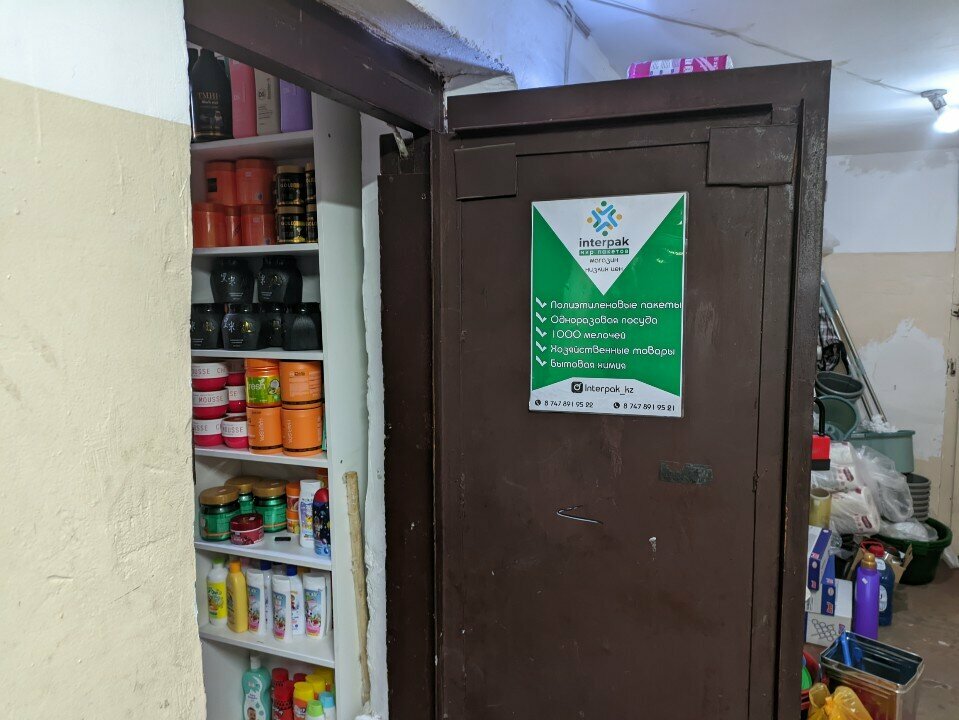 interpak
мир пакетов
магазин
низких цен
Полиэтиленовые пакеты
Одноразовая посуда
1000 мелочей
Хозяйственные товары
Бытовая химия
Interpak_kz
8 747 891 95 22 8 747 891 95 21
MOUSSE
MOUSSE
fresh